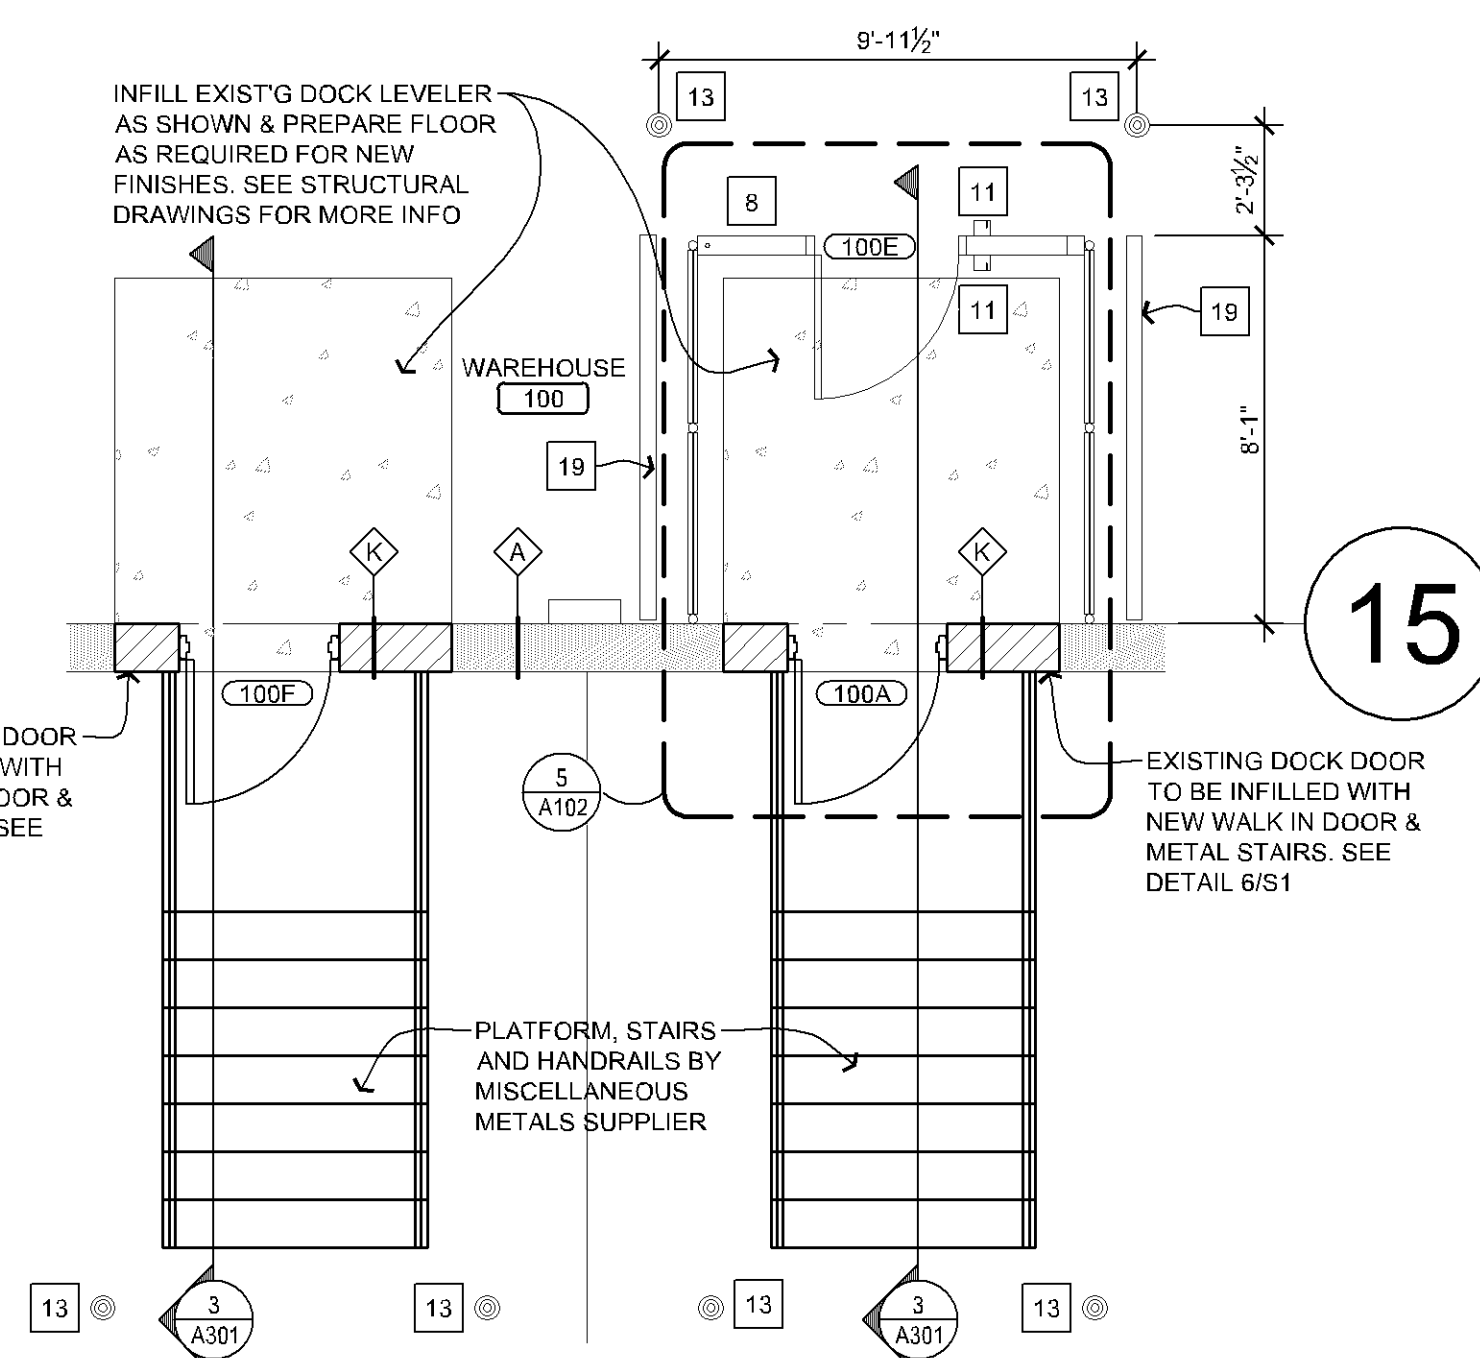 9'-11½"
13
13
INFILL EXIST'G DOCK LEVELER
AS SHOWN & PREPARE FLOOR
AS REQUIRED FOR NEW
FINISHES. SEE STRUCTURAL
DRAWINGS FOR MORE INFO
2'-3½"
8
11
100E
11
19
WAREHOUSE
100
19
8'-1"
K
A
K
15
100F
100A
DOOR
WITH
OOR &
SEE
5
A102
EXISTING DOCK DOOR
TO BE INFILLED WITH
NEW WALK IN DOOR &
METAL STAIRS. SEE
DETAIL 6/S1
PLATFORM, STAIRS
AND HANDRAILS BY
MISCELLANEOUS
METALS SUPPLIER
13
3
A301
13
13
3
A301
13